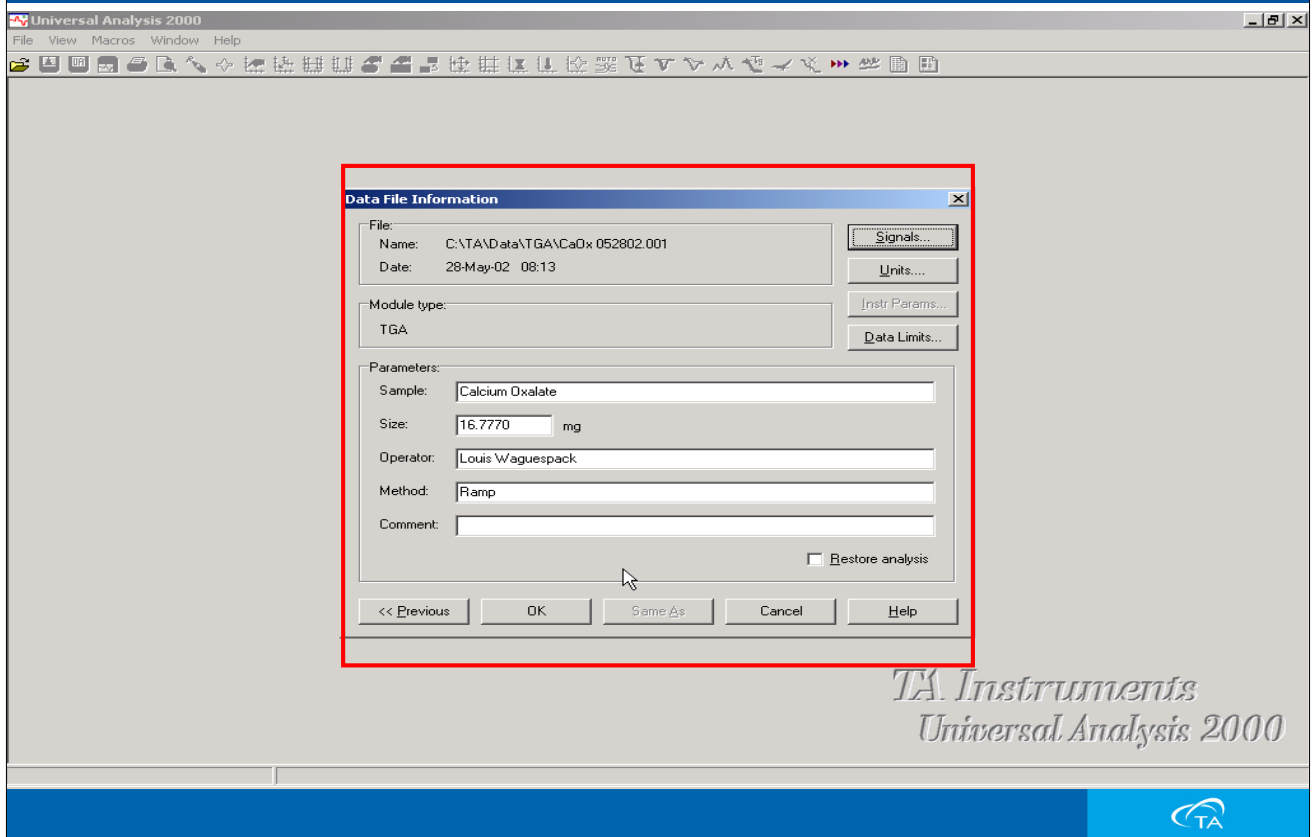 Universal Analysis 2000
File View Macros Window Help
Data File Information
File:
Name: C:\TA\Data\TGA\CaOx 052802.001
Date: 28-May-02 08:13
Signals...
Units....
Module type:
TGA
Instr Params...
Data Limits...
Parameters:
Sample: Calcium Oxalate
Size: 16.7770 mg
Operator: Louis Waguespack
Method: Ramp
Comment:
Restore analysis
<< Previous OK Same As Cancel Help
TA Instruments
Universal Analysis 2000
TA